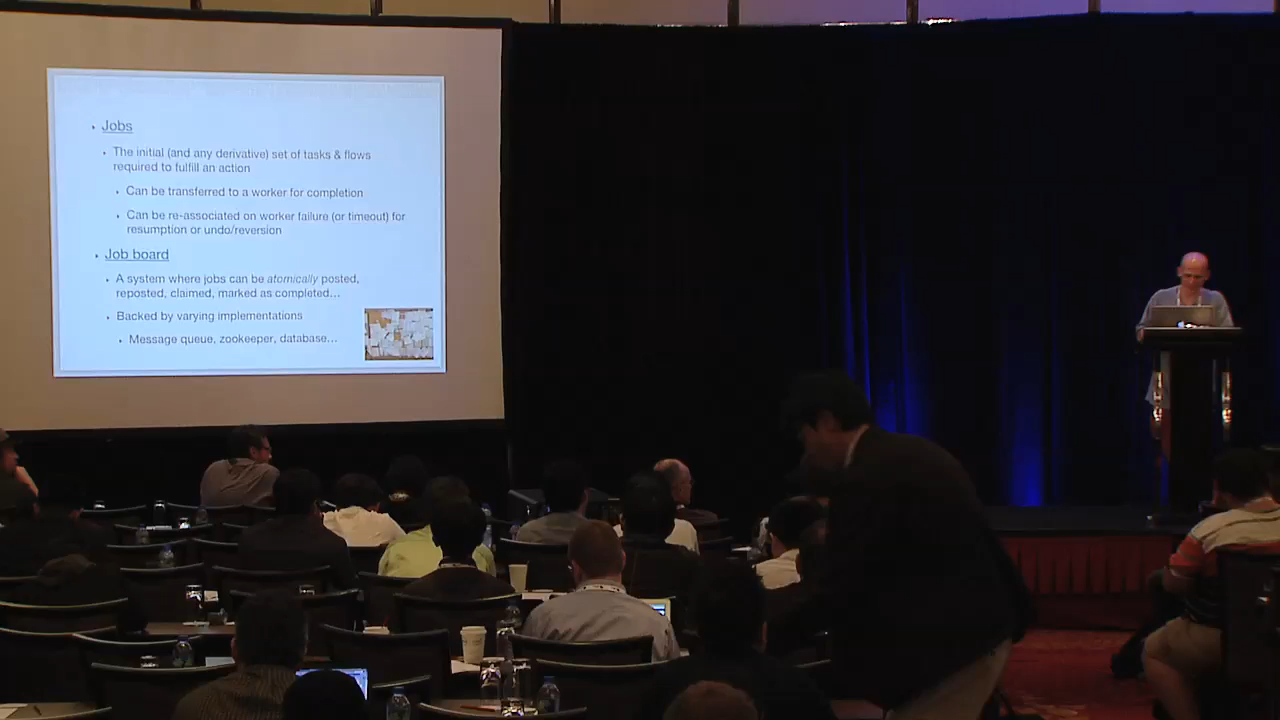 Jobs
The initial (and any derivative) set of tasks & flows
required to fulfill an action
Can be transferred to a worker for completion
Can be re-associated on worker failure (or timeout) for
resumption or undo/reversion
Job board
A system where jobs can be atomically posted,
reposted, claimed, marked as completed...
Backed by varying implementations
Message queue, zookeeper, database...